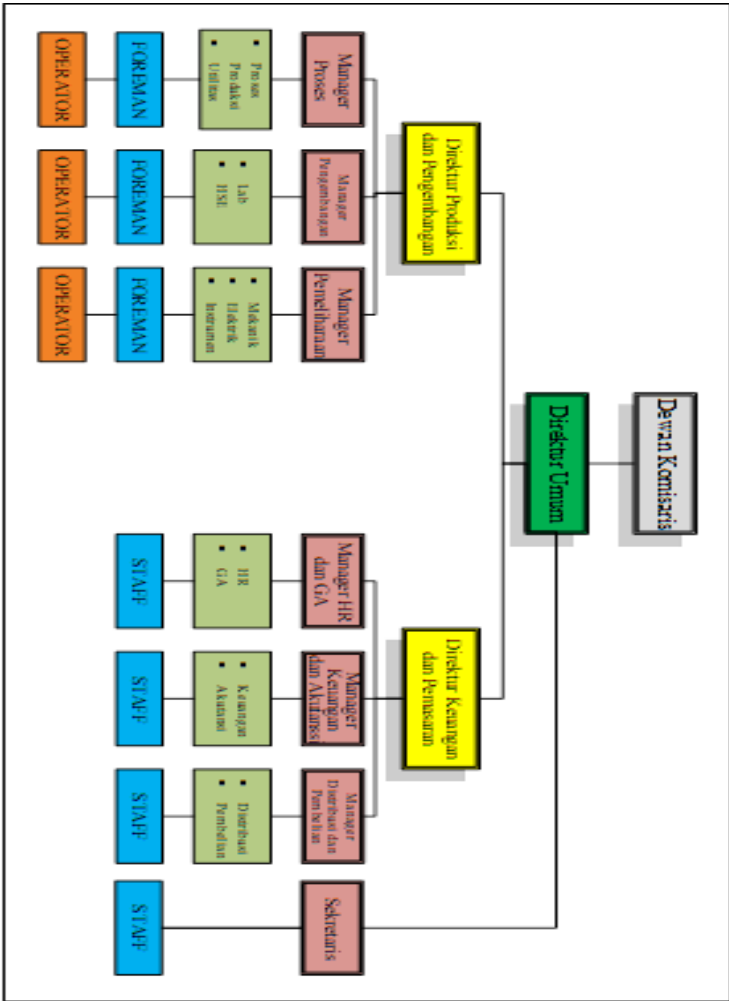 Dewan Komisaris
Direktur Umum
Direktur Produksi
dan Pengembangan
Direktur Keuangan
dan Pemasaran
Manager
Proses
Manager
Pengembangan
Manager
Pemeliharaan
Manager HR
dan GA
Manager
Keuangan
dan Akutanssi
Manager
Distribusi dan
Pembelian
Sekretaris
▪ Proses
▪ Produksi
▪ Utilitas
▪ Lab
▪ HSE
▪ Mekanik
▪ Elektrik
▪ Instrumen
▪ HR
▪ GA
▪ Keuangan
▪ Akutansi
▪ Distribusi
▪ Pembelian
FOREMAN
FOREMAN
FOREMAN
STAFF
STAFF
STAFF
STAFF
OPERATOR
OPERATOR
OPERATOR